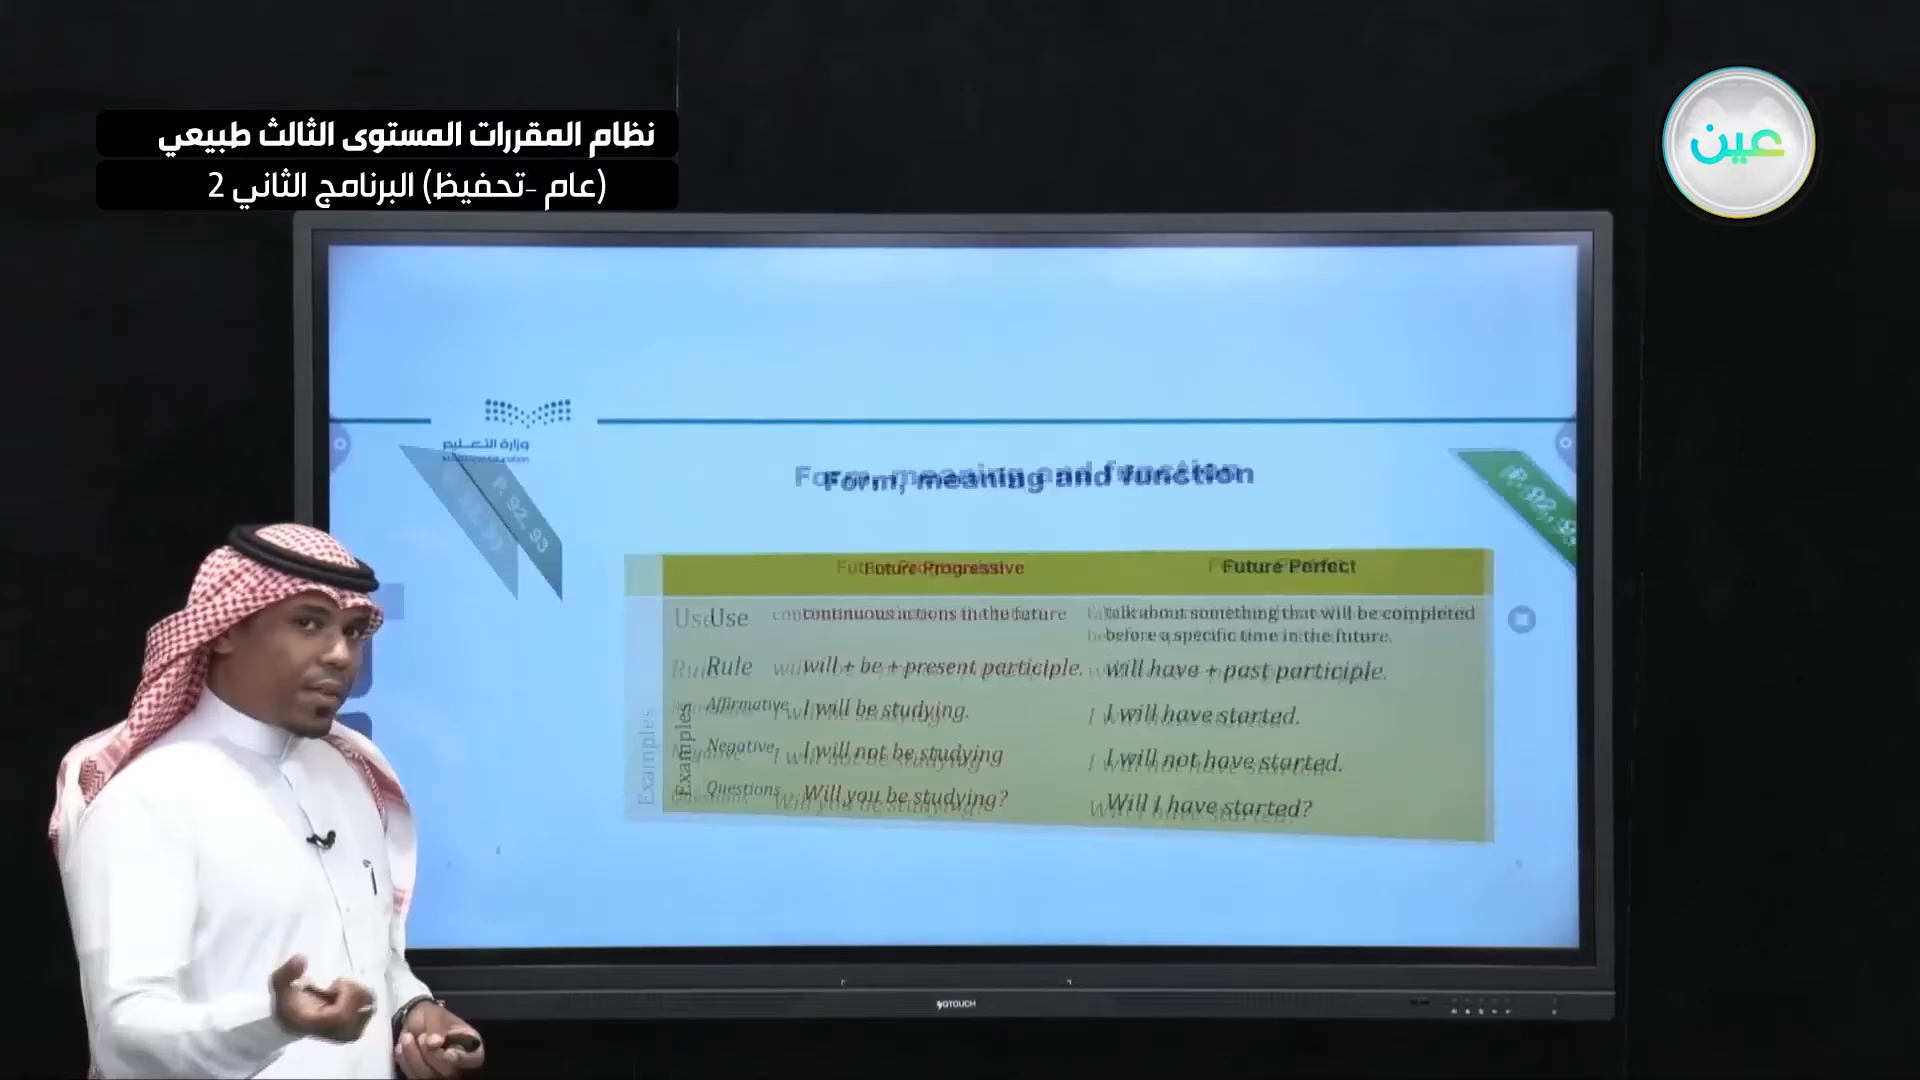 نظام المقررات المستوى الثالث طبيعي
(عام -تحفيظ) البرنامج الثاني 2
عين
وزارة التعليم
Form, meaning and function
P. 92, 93
Future Progressive Future Perfect
Use continuous actions in the future talk about something that will be completed before a specific time in the future.
Rule will + be + present participle. will have + past participle.
Examples
Affirmative I will be studying. I will have started.
Negative I will not be studying I will not have started.
Questions Will you be studying? Will I have started?